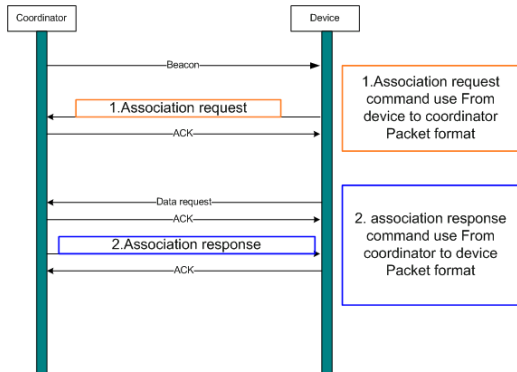 Coordinator
Device
Beacon
1.Association request
ACK
Data request
ACK
2.Association response
ACK
1.Association request
command use From
device to coordinator
Packet format
2. association response
command use From
coordinator to device
Packet format